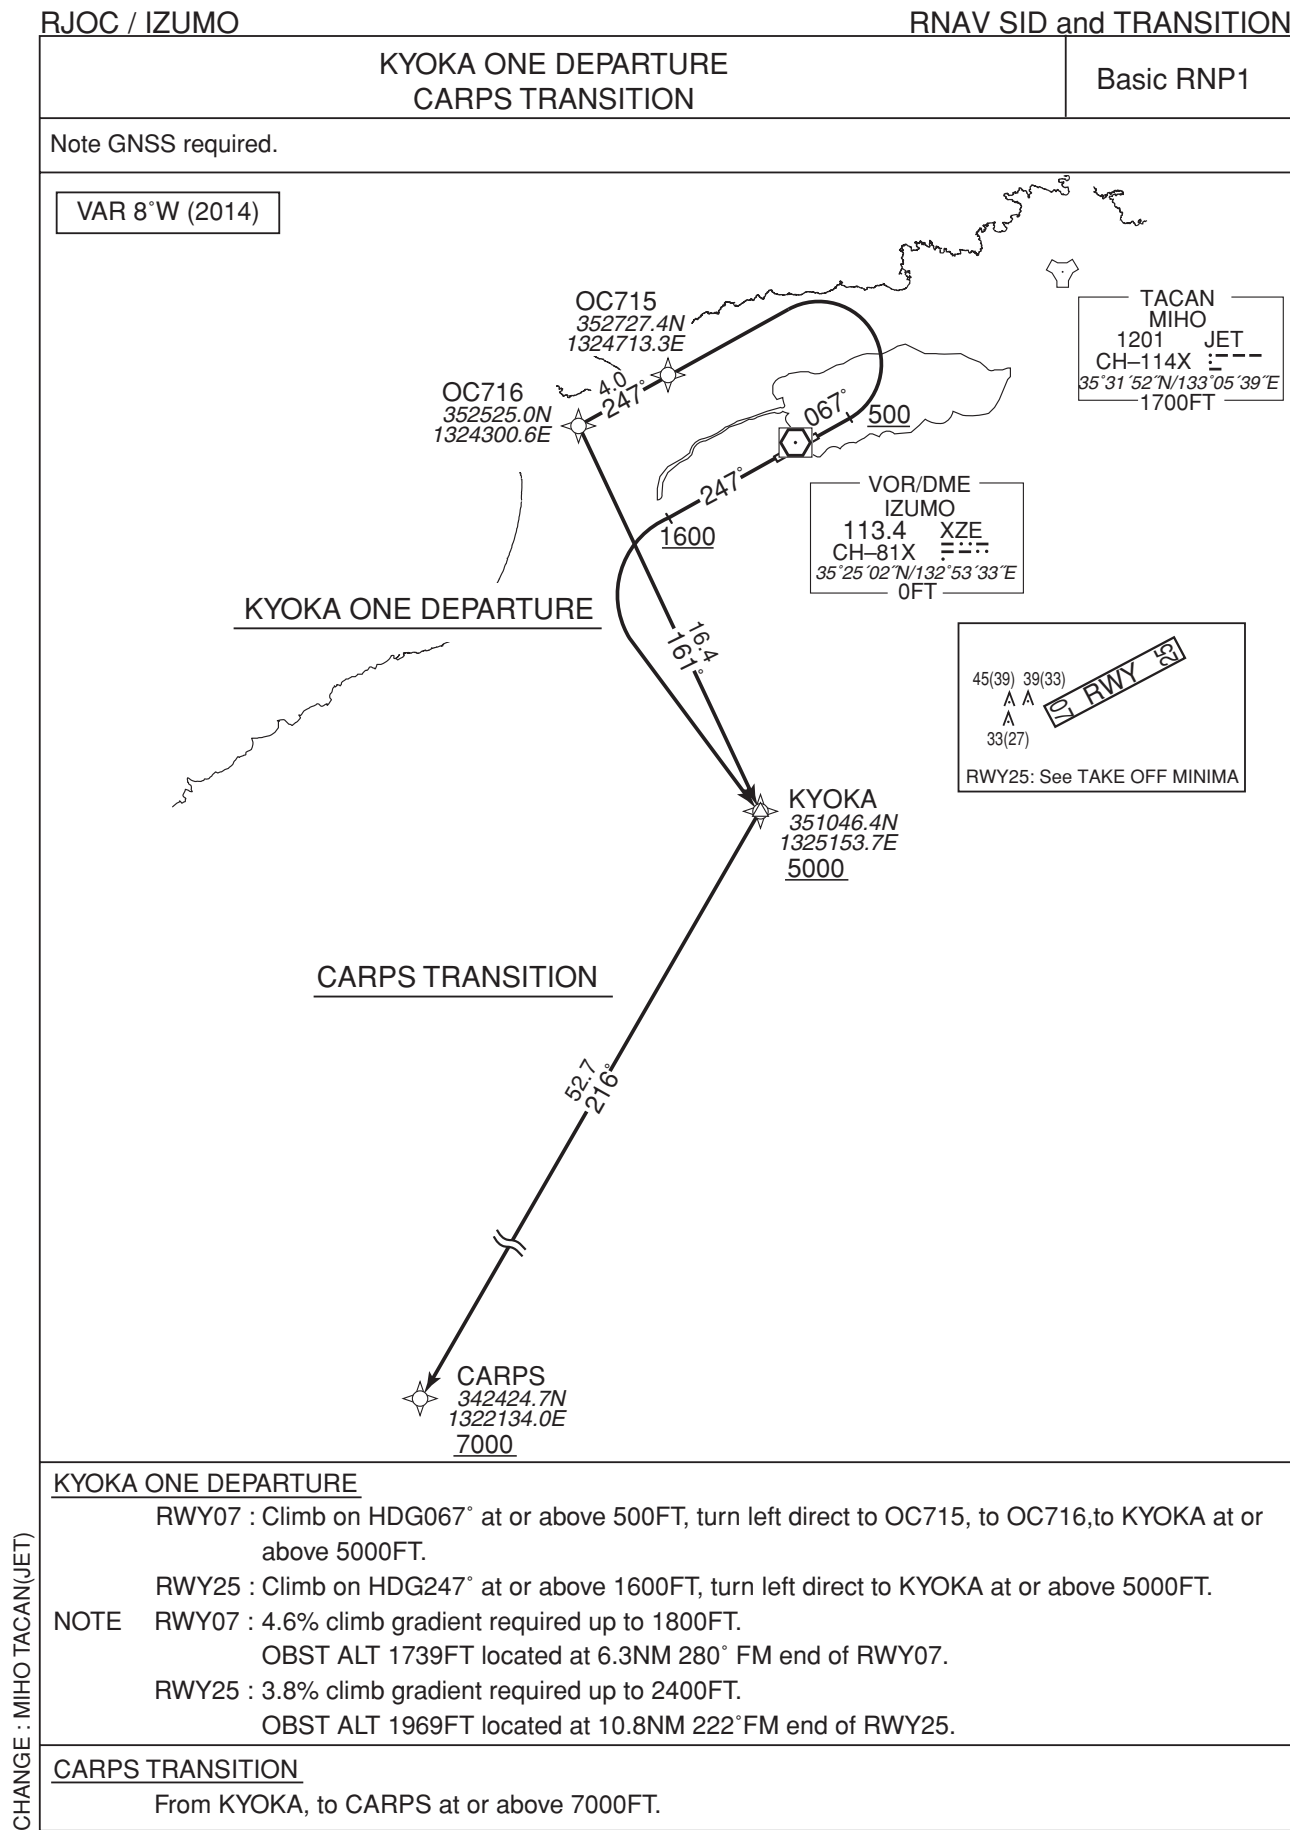 RJOC / IZUMO
RNAV SID and TRANSITION
KYOKA ONE DEPARTURE
CARPS TRANSITION
Basic RNP1
Note GNSS required.
VAR 8°W (2014)
OC715
352727.4N
1324713.3E
OC716
352525.0N
1324300.6E
4.0
247°
067°
500
TACAN
MIHO
1201 JET
CH–114X
35°31´52˝N/133°05´39˝E
1700FT
247°
1600
VOR/DME
IZUMO
113.4 XZE
CH–81X
35°25´02˝N/132°53´33˝E
0FT
KYOKA ONE DEPARTURE
16.4
161°
45(39) 39(33)
33(27)
07 RWY 25
RWY25: See TAKE OFF MINIMA
KYOKA
351046.4N
1325153.7E
5000
CARPS TRANSITION
52.7
216°
CARPS
342424.7N
1322134.0E
7000
KYOKA ONE DEPARTURE
RWY07 : Climb on HDG067° at or above 500FT, turn left direct to OC715, to OC716,to KYOKA at or
above 5000FT.
RWY25 : Climb on HDG247° at or above 1600FT, turn left direct to KYOKA at or above 5000FT.
NOTE RWY07 : 4.6% climb gradient required up to 1800FT.
OBST ALT 1739FT located at 6.3NM 280° FM end of RWY07.
RWY25 : 3.8% climb gradient required up to 2400FT.
OBST ALT 1969FT located at 10.8NM 222°FM end of RWY25.
CARPS TRANSITION
From KYOKA, to CARPS at or above 7000FT.
CHANGE : MIHO TACAN(JET)